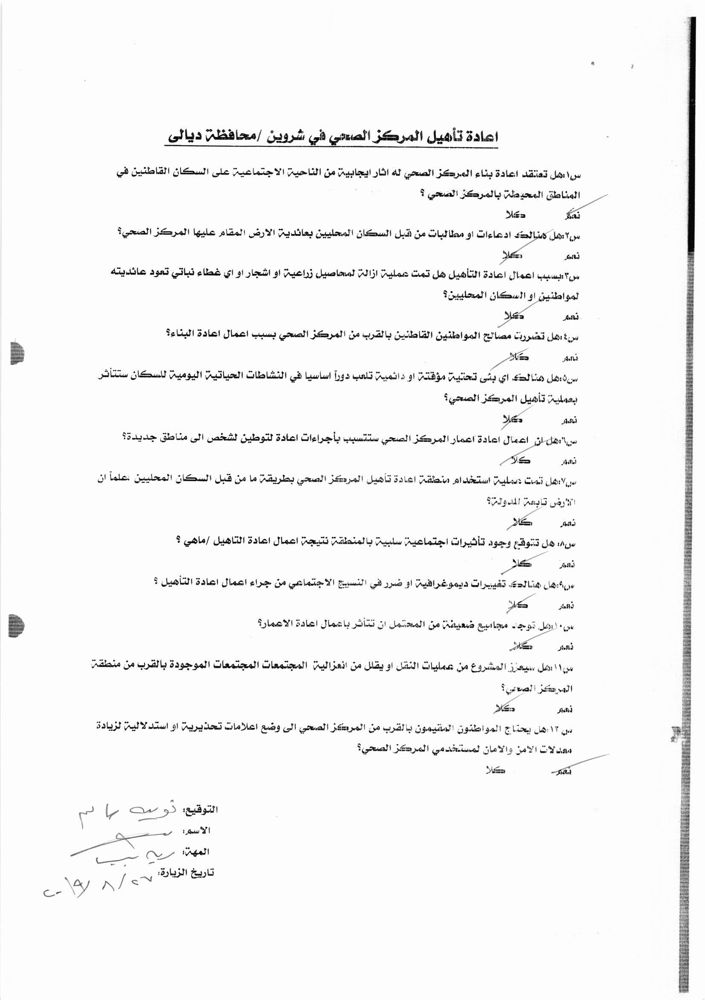 اعادة تأهيل المركز الصحي في شروين /محافظة ديالى
س١:هل تعتقد اعادة بناء المركز الصحي له اثار ايجابية من الناحية الاجتماعية على السكان القاطنين في
المناطق المحيطة بالمركز الصحي ؟
نعم كلا
س٢:هل هنالك ادعاءات او مطالبات من قبل السكان المحليين بعائدية الارض المقام عليها المركز الصحي؟
نعم كلا
س٣:بسبب اعمال اعادة التأهيل هل تمت عملية ازالة لمحاصيل زراعية او اشجار او اي غطاء نباتي تعود عائديته
لمواطنين او السكان المحليين؟
نعم كلا
س٤:هل تضررت مصالح المواطنين القاطنين بالقرب من المركز الصحي بسبب اعمال اعادة البناء؟
نعم كلا
س٥:هل هنالك اي بنى تحتية مؤقتة او دائمية تلعب دورآ اساسيا في النشاطات الحياتية اليومية للسكان ستتأثر
بعملية تأهيل المركز الصحي؟
نعم كلا
س٦:هل ان اعمال اعادة اعمار المركز الصحي ستتسبب بأجراءات اعادة لتوطين لشخص الى مناطق جديدة؟
نعم كلا
س٧:هل تمت عملية استخدام منطقة اعادة تأهيل المركز الصحي بطريقة ما من قبل السكان المحليين ،علمآ ان
الارض تابعة للدولة؟
نعم كلا
س٨: هل تتوقع وجود تأثيرات اجتماعية سلبية بالمنطقة نتيجة اعمال اعادة التاهيل /ماهي ؟
نعم كلا
س٩:هل هنالك تغييرات ديموغرافية او ضرر في النسيج الاجتماعي من جراء اعمال اعادة التأهيل ؟
نعم كلا
س١٠:هل توجد مجاميع ضعيفة من المحتمل ان تتأثر باعمال اعادة الاعمار؟
نعم كلا
س١١:هل سيعزز المشروع من عمليات النقل او يقلل من انعزالية المجتمعات المجتمعات الموجودة بالقرب من منطقة
المركز الصحي؟
نعم كلا
س١٢:هل يحتاج المواطنون المقيمون بالقرب من المركز الصحي الى وضع اعلامات تحذيرية او استدلالية لزيادة
معدلات الامن والامان لمستخدمي المركز الصحي؟
نعم كلا
التوقيع:
الاسم:
المهة: ربه بيت
تاريخ الزيارة: ٢٧/ ٨ /٢٠١٩